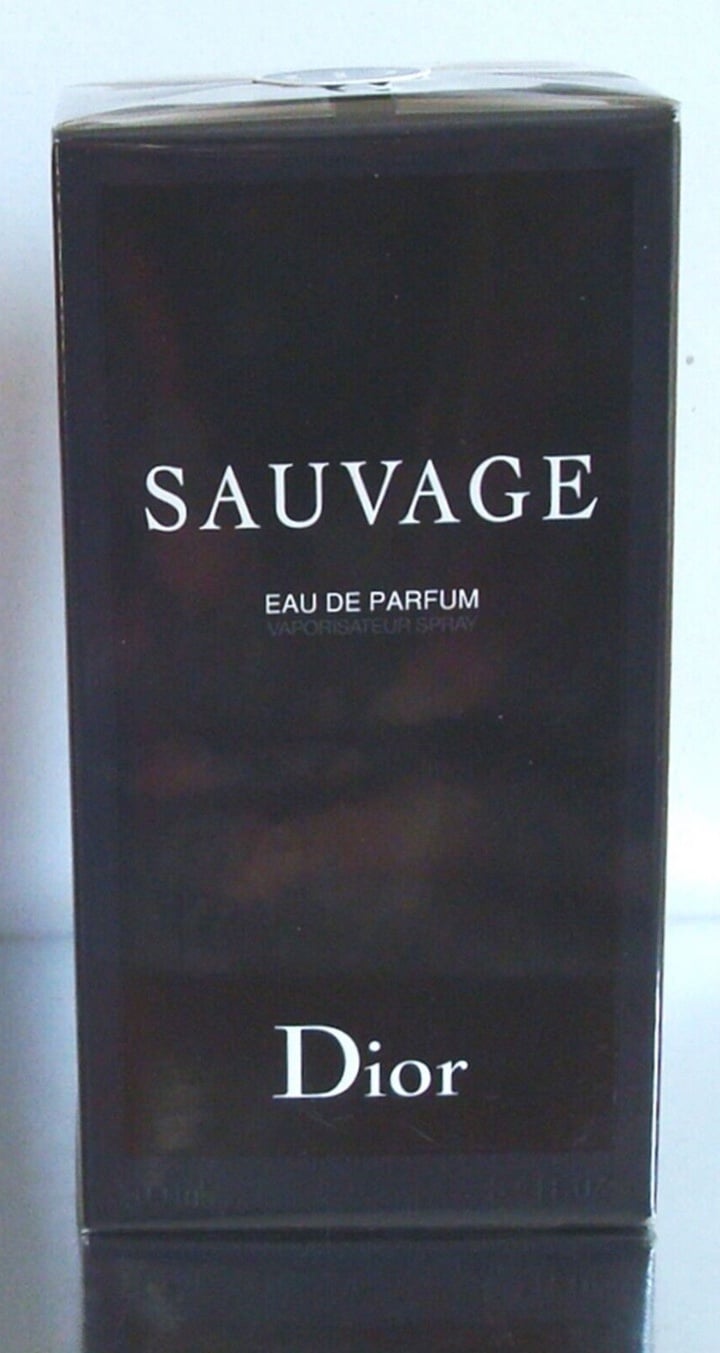 SAUVAGE
EAU DE PARFUM
VAPORISATEUR SPRAY
Dior